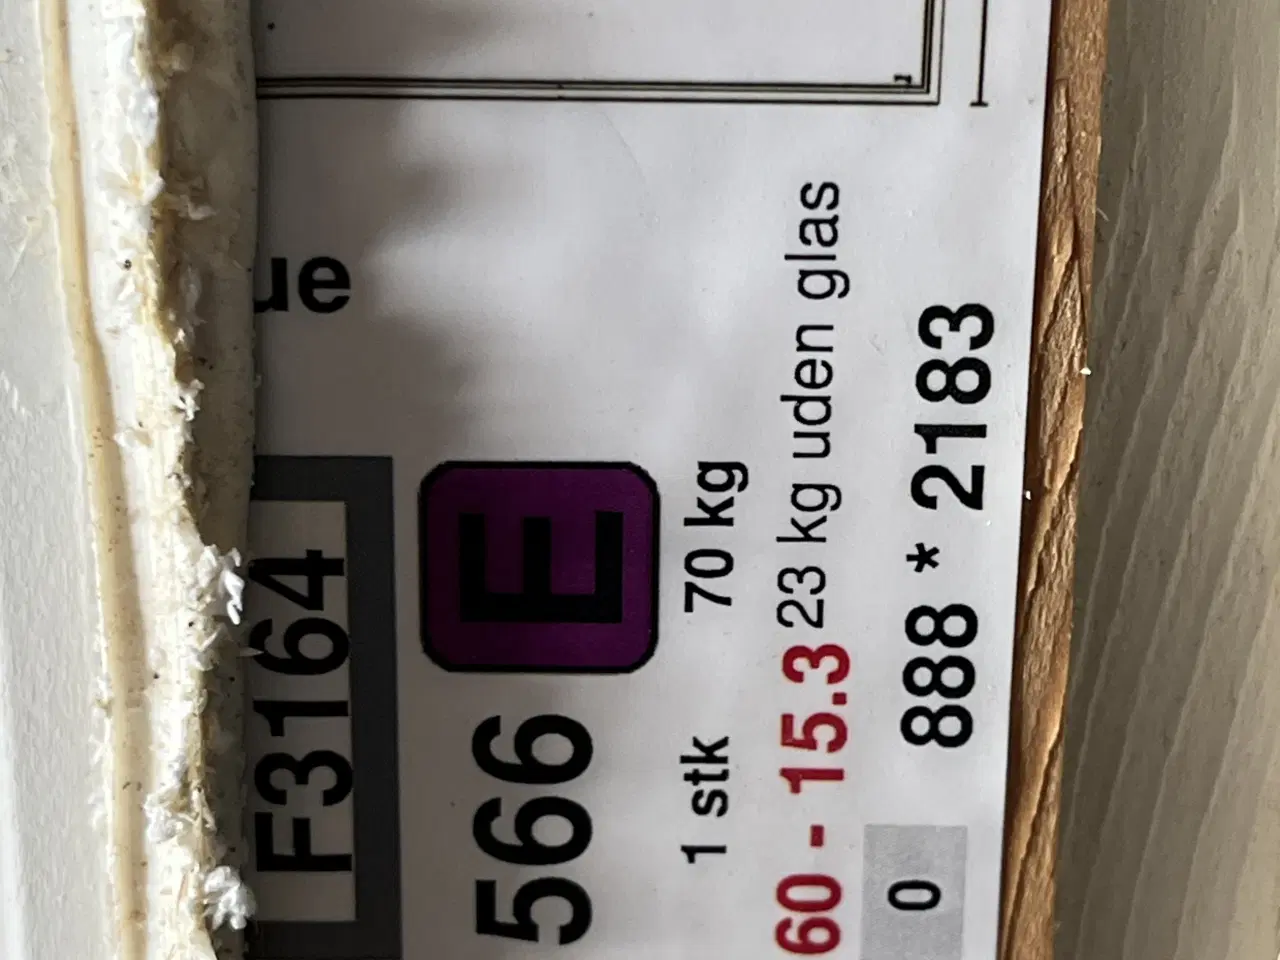 ue
F3164
566 E
1 stk 70 kg
60 - 15.3 23 kg uden glas
0 888 * 2183